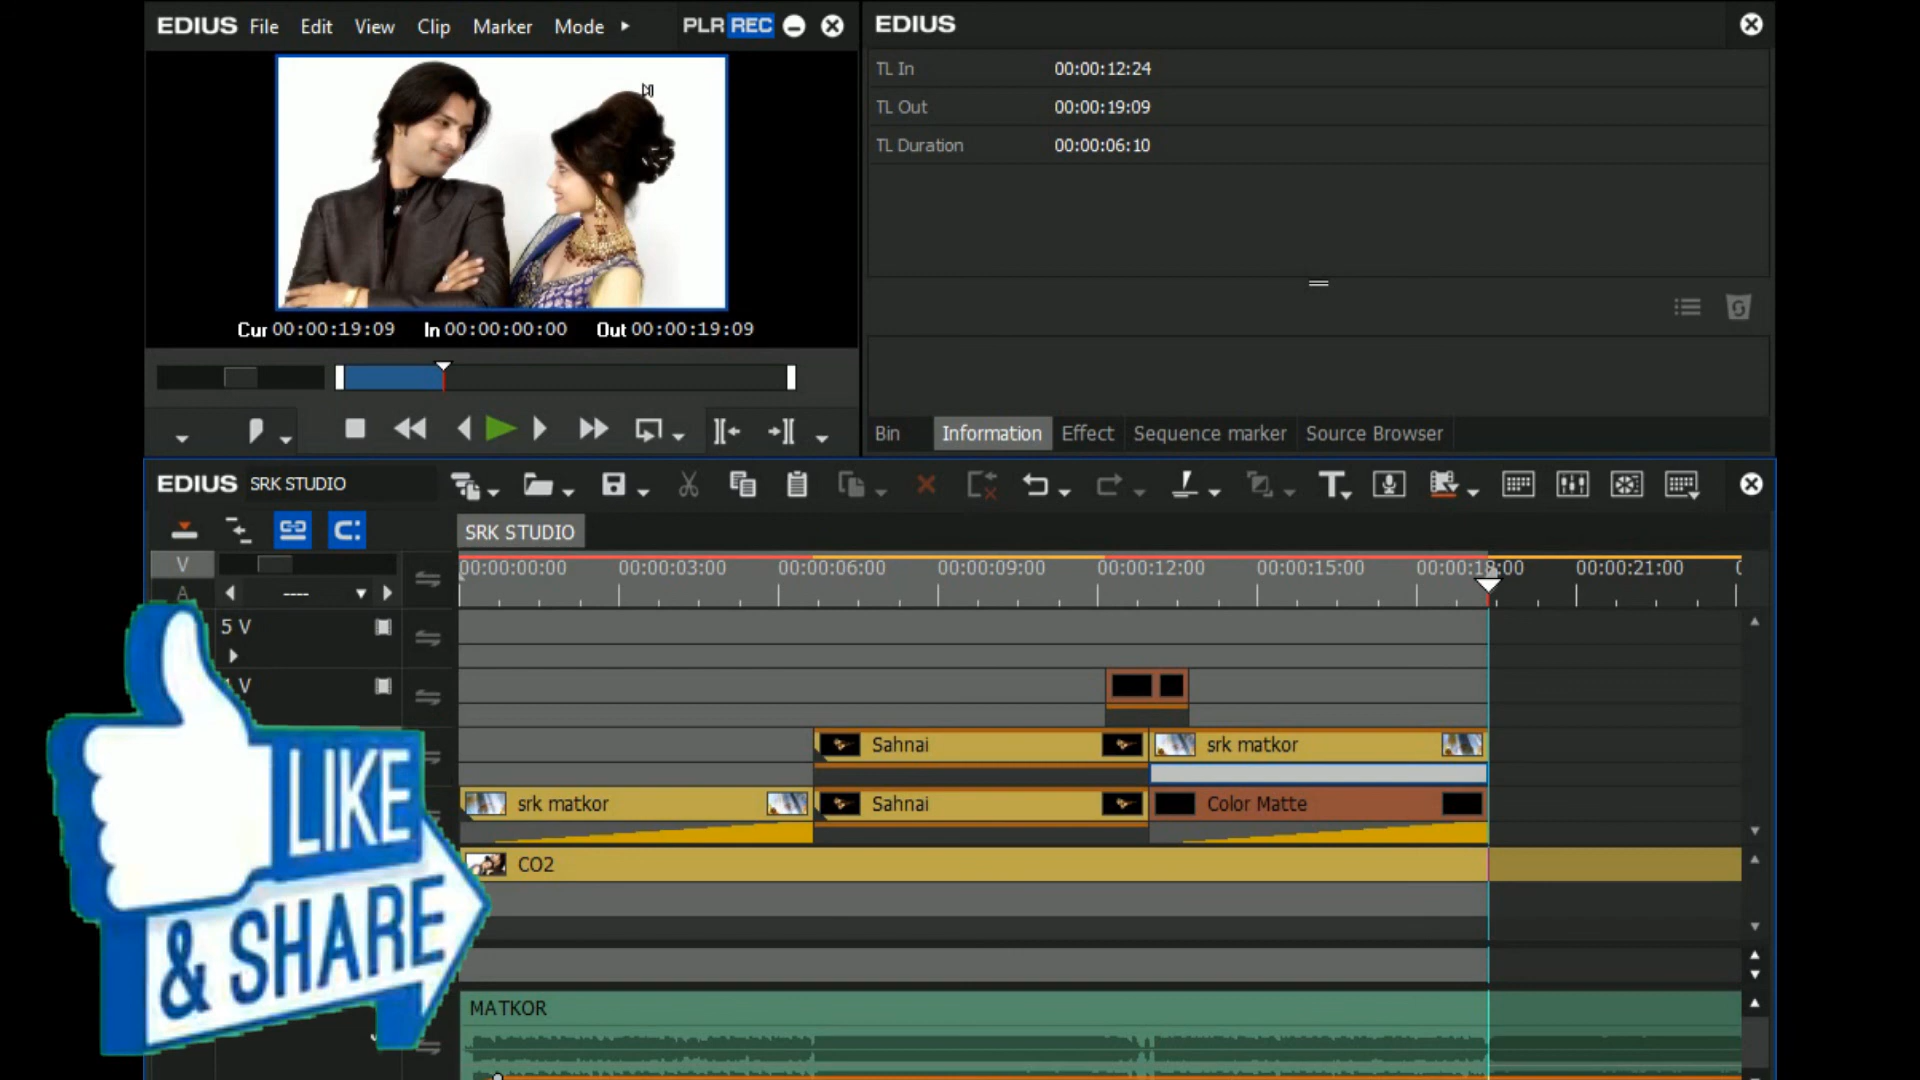 EDIUS File Edit View Clip Marker Mode PLR REC
EDIUS
TL In 00:00:12:24
TL Out 00:00:19:09
TL Duration 00:00:06:10
Cur 00:00:19:09 In 00:00:00:00 Out 00:00:19:09
Bin Information Effect Sequence marker Source Browser
EDIUS SRK STUDIO
SRK STUDIO
V
00:00:00:00 00:00:03:00 00:00:06:00 00:00:09:00 00:00:12:00 00:00:15:00 00:00:18:00 00:00:21:00
A ----
5 V
V
Sahnai srk matkor
srk matkor Sahnai Color Matte
CO2
MATKOR
LIKE
& SHARE